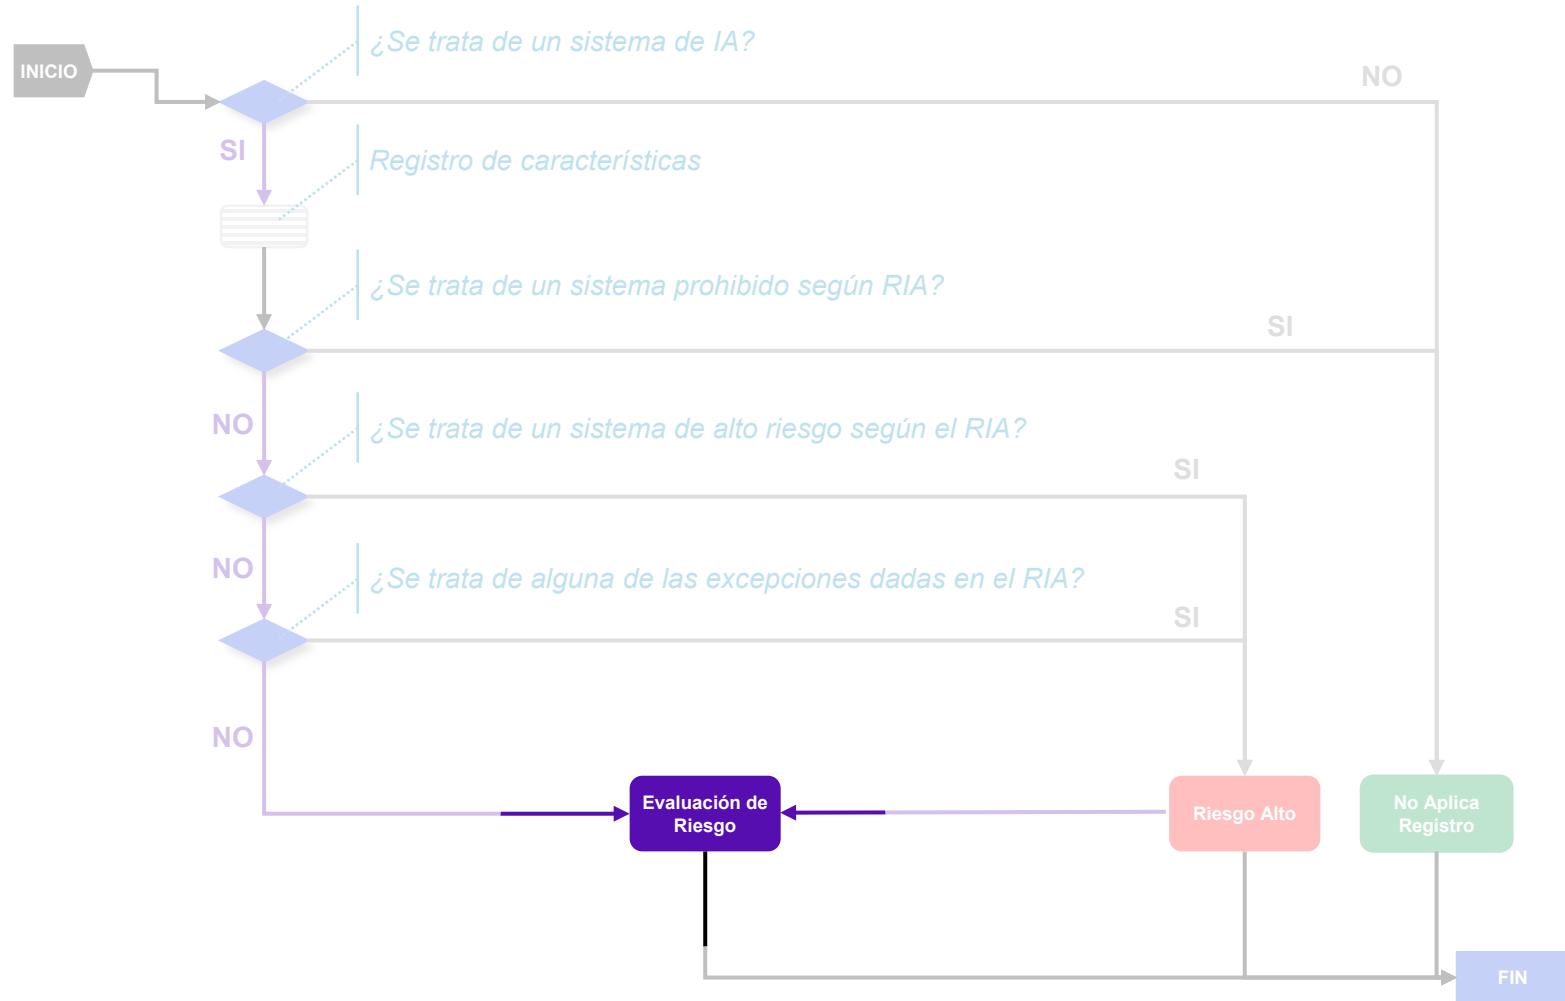 ¿Se trata de un sistema de IA?
INICIO
NO
SI
Registro de características
¿Se trata de un sistema prohibido según RIA?
SI
NO
¿Se trata de un sistema de alto riesgo según el RIA?
SI
NO
¿Se trata de alguna de las excepciones dadas en el RIA?
SI
NO
Evaluación de
Riesgo
Riesgo Alto
No Aplica
Registro
FIN